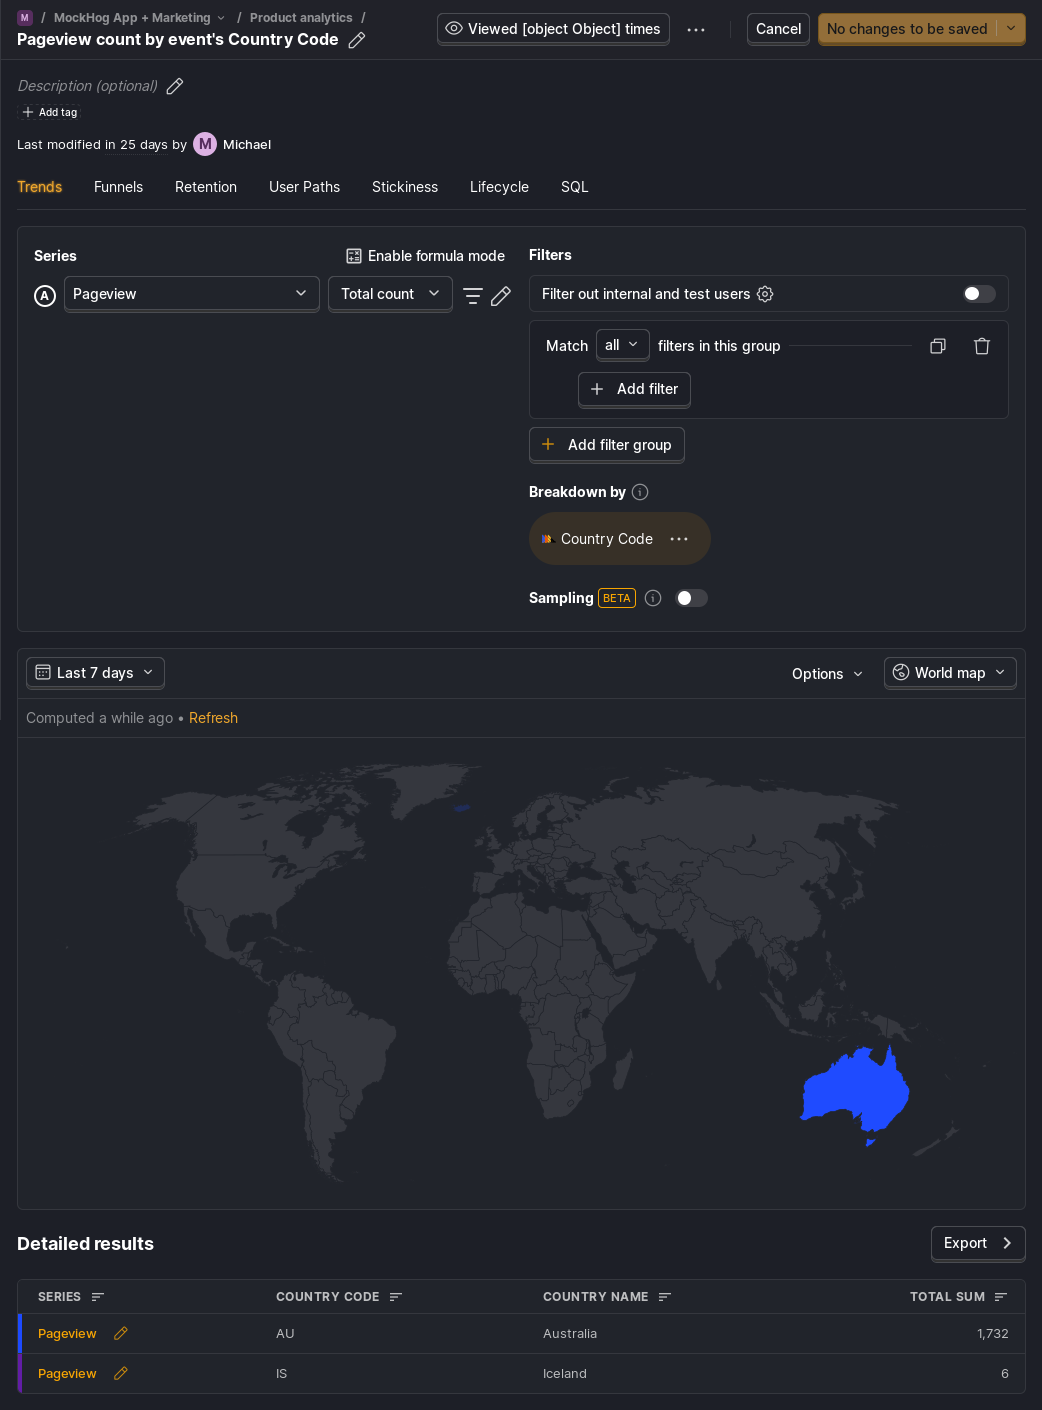 M / MockHog App + Marketing / Product analytics /
Pageview count by event's Country Code
Viewed [object Object] times
Cancel
No changes to be saved
Description (optional)
Add tag
Last modified in 25 days by M Michael
Trends Funnels Retention User Paths Stickiness Lifecycle SQL
Series
Enable formula mode
A Pageview Total count
Filters
Filter out internal and test users
Match all filters in this group
Add filter
Add filter group
Breakdown by
Country Code
Sampling BETA
Last 7 days
Options
World map
Computed a while ago • Refresh
Detailed results
Export
SERIES COUNTRY CODE COUNTRY NAME TOTAL SUM
Pageview AU Australia 1,732
Pageview IS Iceland 6